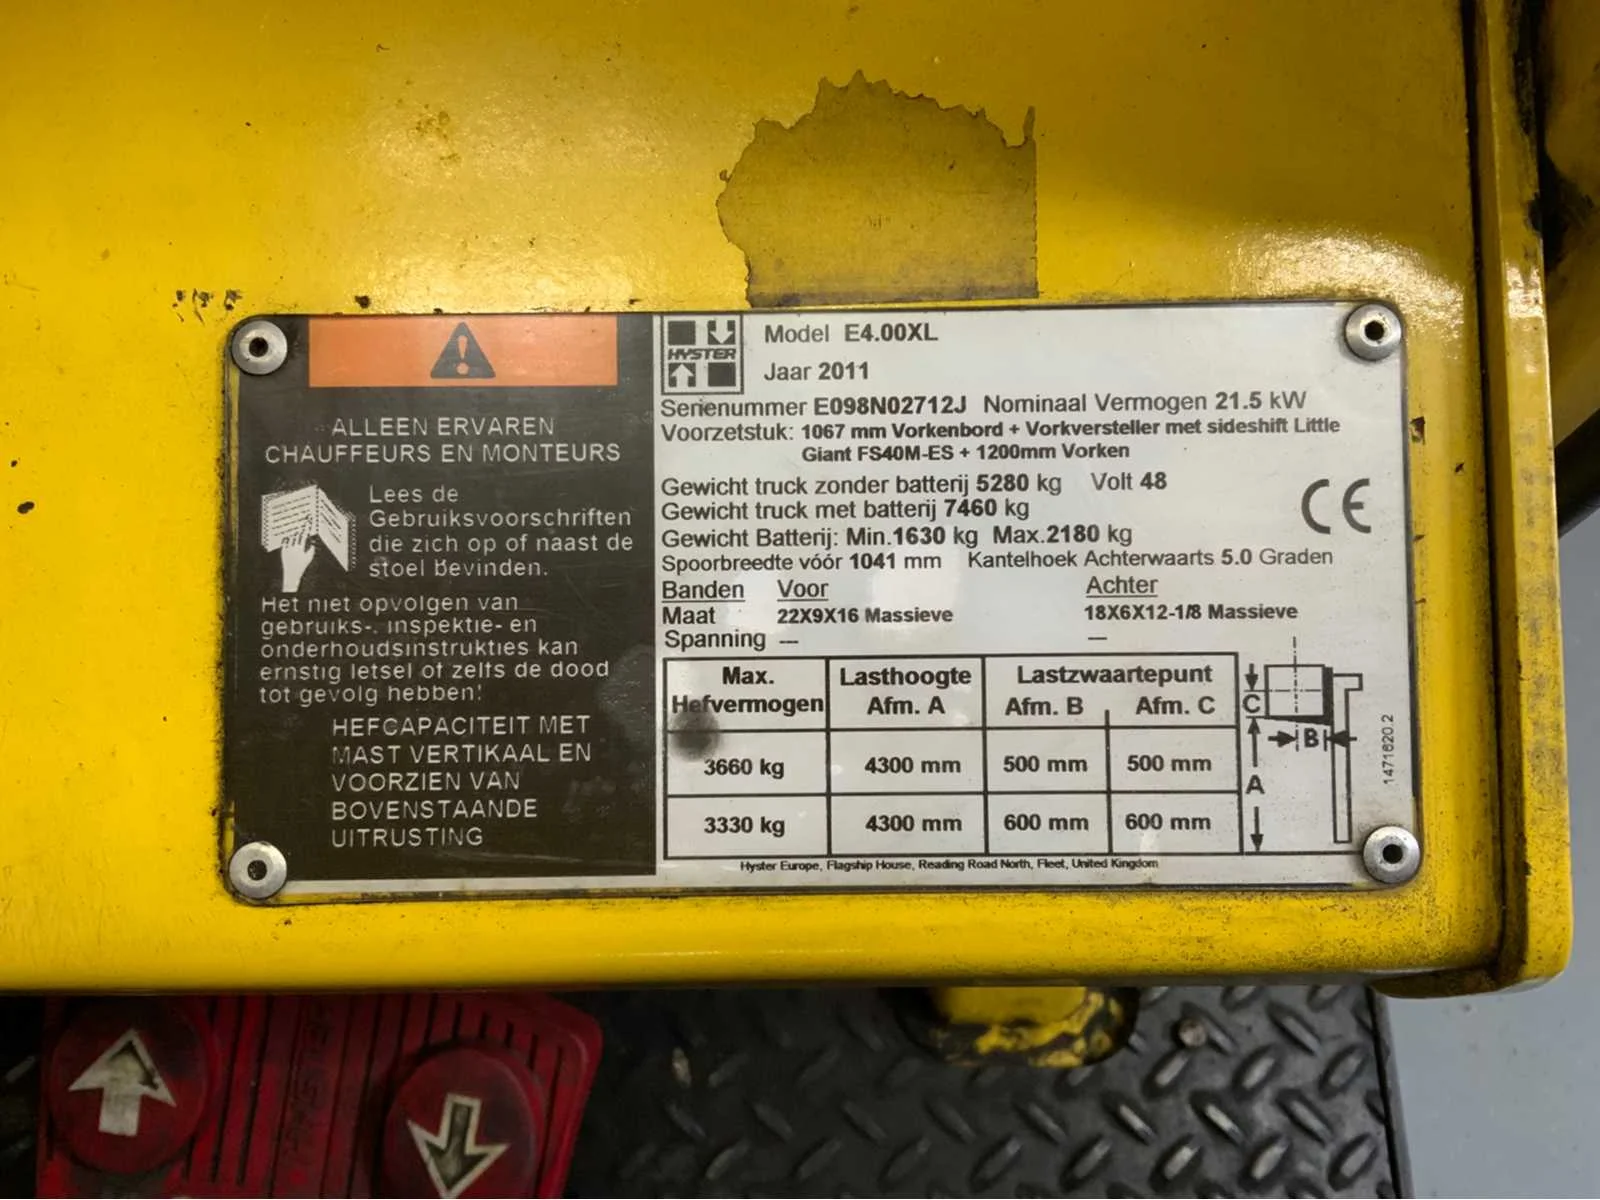 ALLEEN ERVAREN
CHAUFFEURS EN MONTEURS
Lees de
Gebruiksvoorschriften
die zich op of naast de
stoel bevinden.
Het niet opvolgen van
gebruiks-, inspektie- en
onderhoudsinstrukties kan
ernstig letsel of zelfs de dood
tot gevolg hebben!
HEFCAPACITEIT MET
MAST VERTIKAAL EN
VOORZIEN VAN
BOVENSTAANDE
UITRUSTING
HYSTER
Model E4.00XL
Jaar 2011
Serienummer E098N02712J Nominaal Vermogen 21.5 kW
Voorzetstuk: 1067 mm Vorkenbord + Vorkversteller met sideshift Little
Giant FS40M-ES + 1200mm Vorken
Gewicht truck zonder batterij 5280 kg Volt 48
Gewicht truck met batterij 7460 kg
Gewicht Batterij: Min.1630 kg Max.2180 kg
CE
Spoorbreedte vóór 1041 mm Kantelhoek Achterwaarts 5.0 Graden
Banden Voor Achter
Maat 22X9X16 Massieve 18X6X12-1/8 Massieve
Spanning --- —
Max. Lasthoogte Lastzwaartepunt
Hefvermogen Afm. A Afm. B Afm. C
3660 kg 4300 mm 500 mm 500 mm
3330 kg 4300 mm 600 mm 600 mm
C
B
A
1471620.2
Hyster Europe, Flagship House, Reading Road North, Fleet, United Kingdom